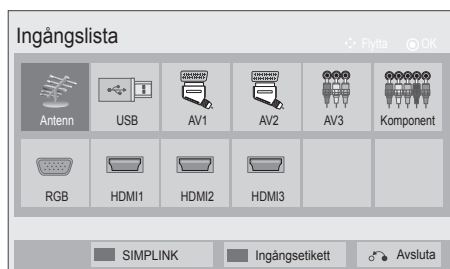 Ingångslista
Flytta OK
Antenn USB AV1 AV2 AV3 Komponent
RGB HDMI1 HDMI2 HDMI3
SIMPLINK Ingångsetikett Avsluta